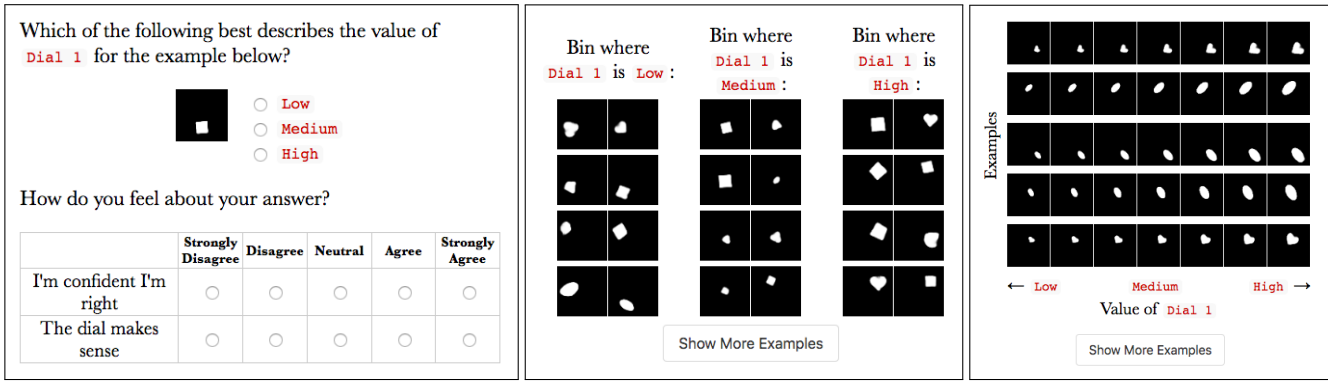 Which of the following best describes the value of
Dial 1 for the example below?
Low
Medium
High
How do you feel about your answer?
Strongly Disagree Disagree Neutral Agree Strongly Agree
I'm confident I'm right
The dial makes sense
Bin where
Dial 1 is Low :
Bin where
Dial 1 is
Medium :
Bin where
Dial 1 is
High :
Show More Examples
Examples
← Low Medium High →
Value of Dial 1
Show More Examples